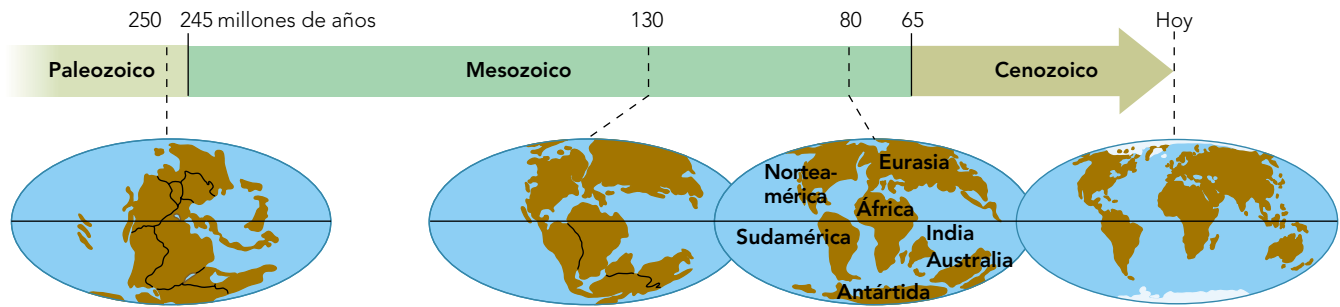 250 245 millones de años 130 80 65 Hoy
Paleozoico Mesozoico Cenozoico
Nortea-
mérica
Eurasia
África
Sudamérica
India
Australia
Antártida